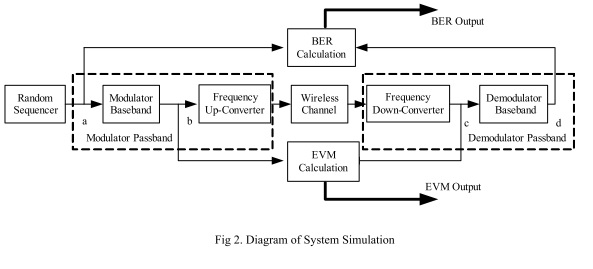 BER Output
BER
Calculation
Random
Sequencer
a
Modulator
Baseband
b
Frequency
Up-Converter
Modulator Passband
Wireless
Channel
Frequency
Down-Converter
c
Demodulator
Baseband
d
Demodulator Passband
EVM
Calculation
EVM Output
Fig 2. Diagram of System Simulation